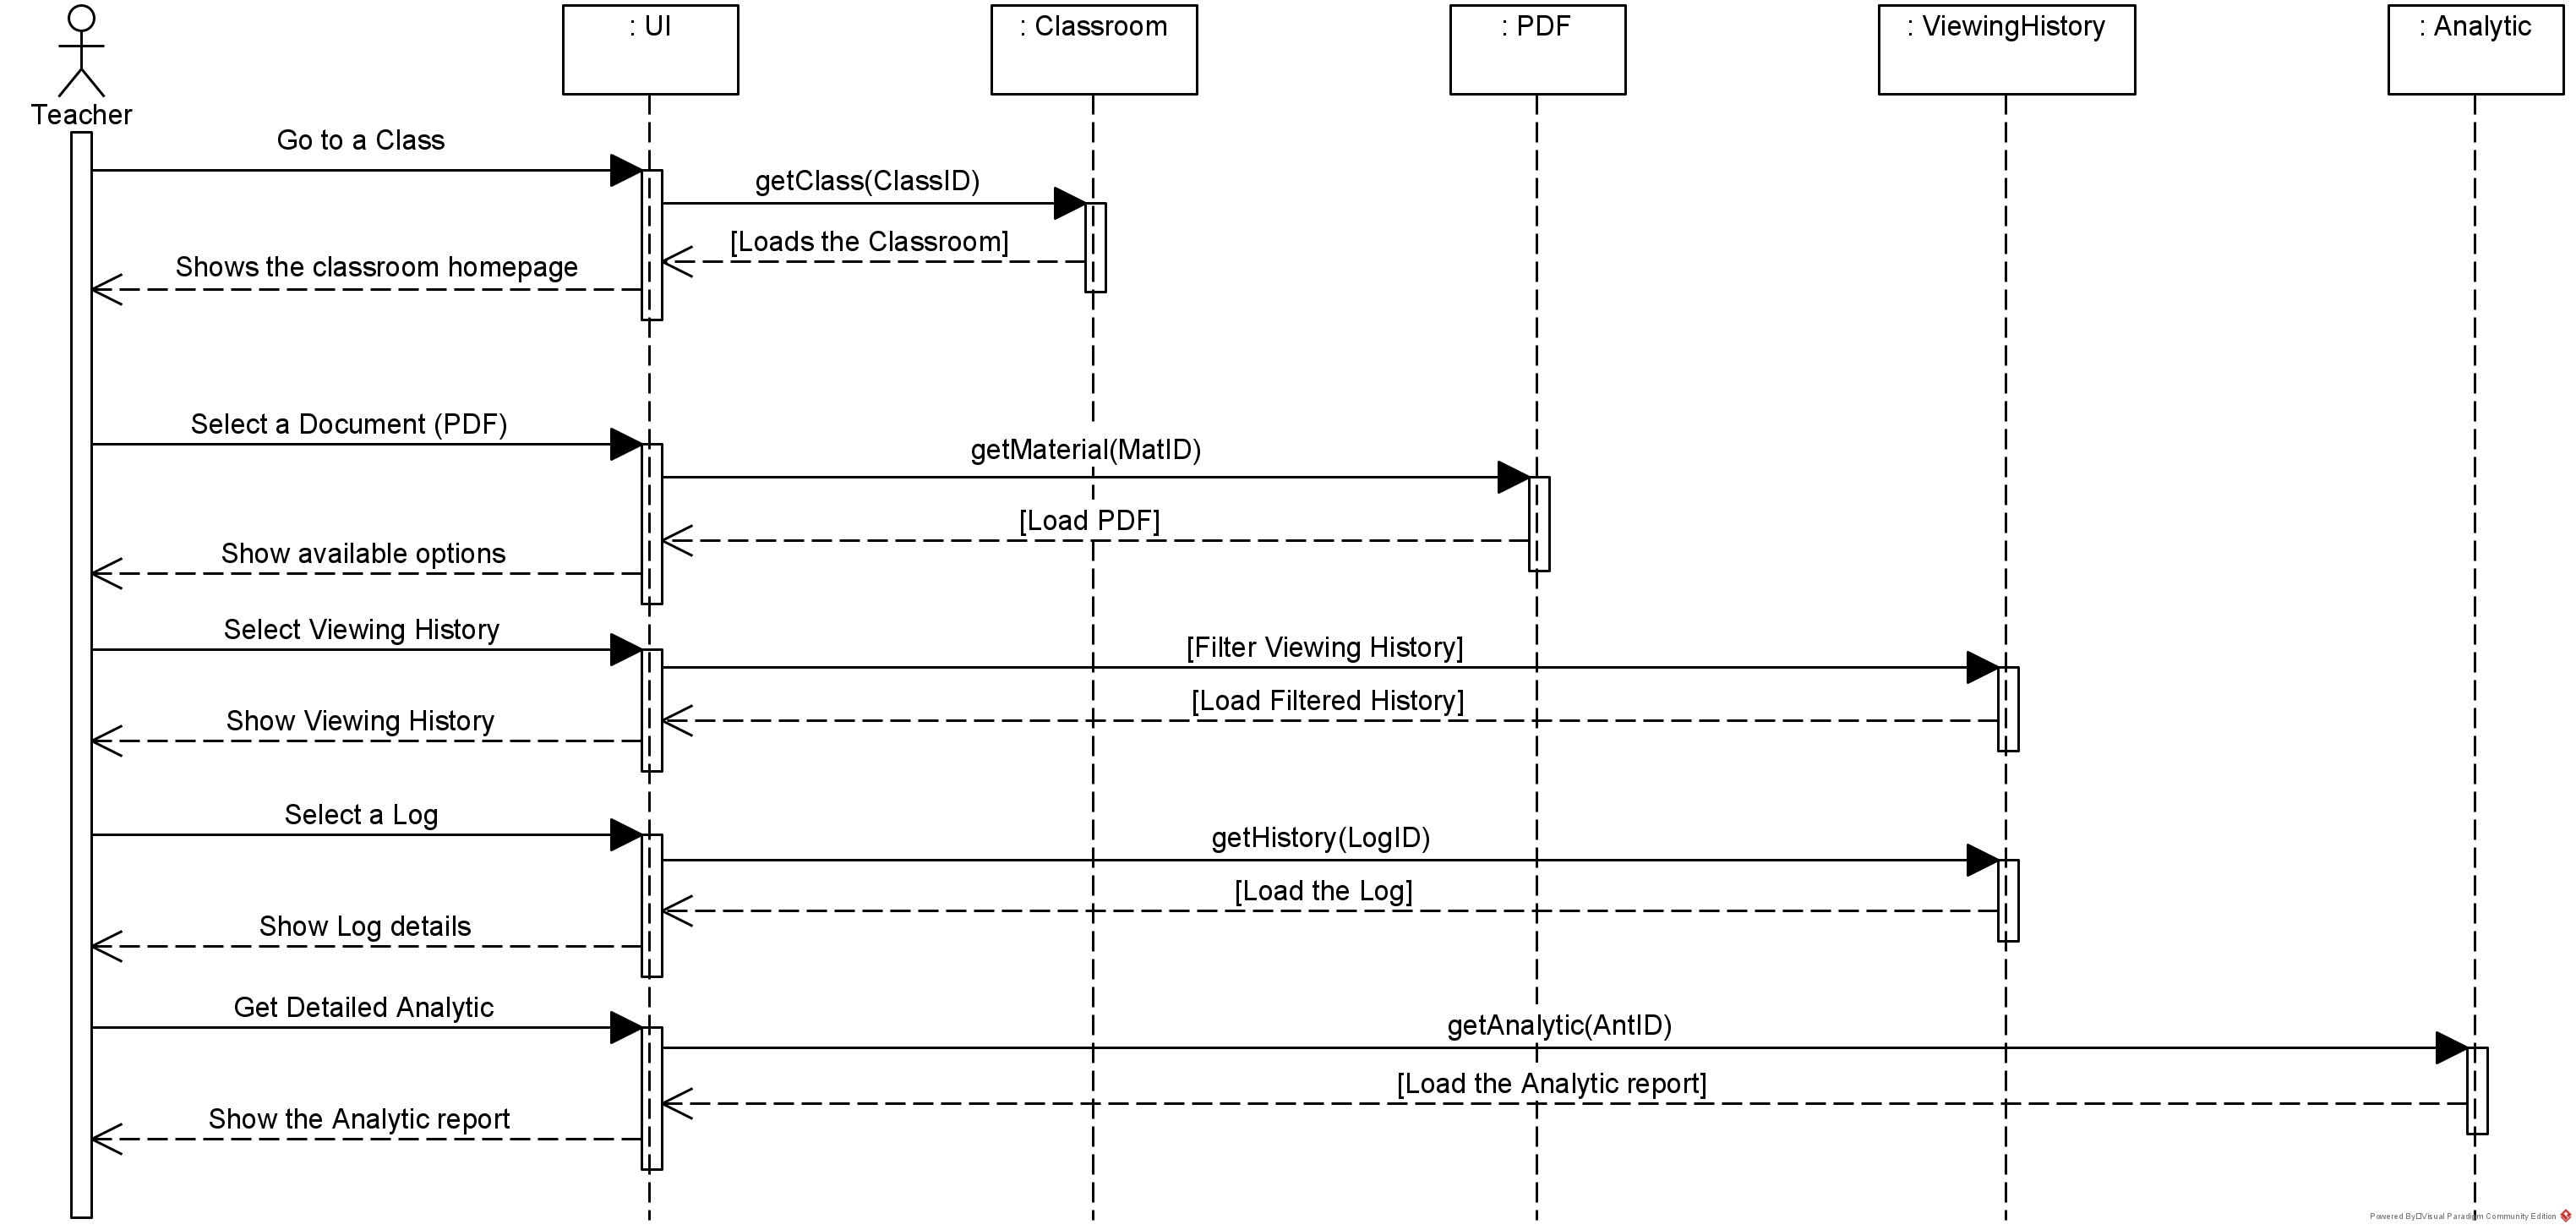 : UI
: Classroom
: PDF
: ViewingHistory
: Analytic
Teacher
Go to a Class
getClass(ClassID)
[Loads the Classroom]
Shows the classroom homepage
Select a Document (PDF)
getMaterial(MatID)
[Load PDF]
Show available options
Select Viewing History
[Filter Viewing History]
[Load Filtered History]
Show Viewing History
Select a Log
getHistory(LogID)
[Load the Log]
Show Log details
Get Detailed Analytic
getAnalytic(AntID)
[Load the Analytic report]
Show the Analytic report
Powered By□Visual Paradigm Community Edition